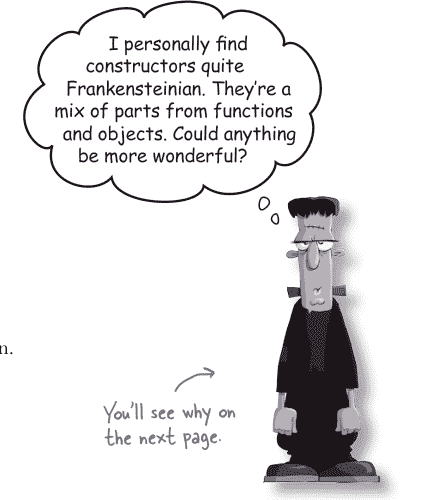 I personally find
constructors quite
Frankensteinian. They’re a
mix of parts from functions
and objects. Could anything
be more wonderful?
n.
You’ll see why on
the next page.